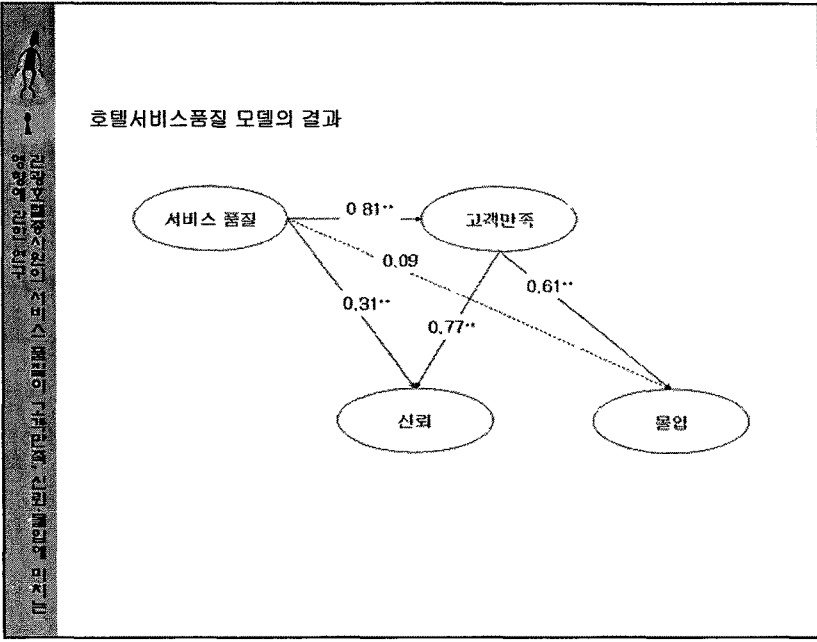 호텔서비스품질 모델의 결과
서비스 품질
0.81**
고객만족
0.09
0.61**
0.31**
0.77**
신뢰
몰입
관광호텔종사원의 서비스 품질이 고객만족, 신뢰·몰입에 미치는
영향에 관한 연구